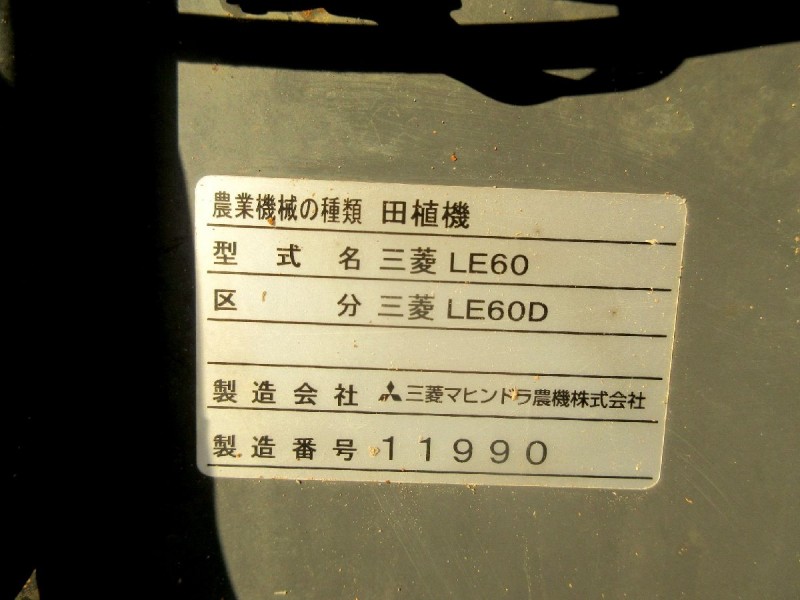 農業機械の種類 田植機
型式名 三菱 LE60
区分 三菱 LE60D
製造会社 三菱マヒンドラ農機株式会社
製造番号 11990